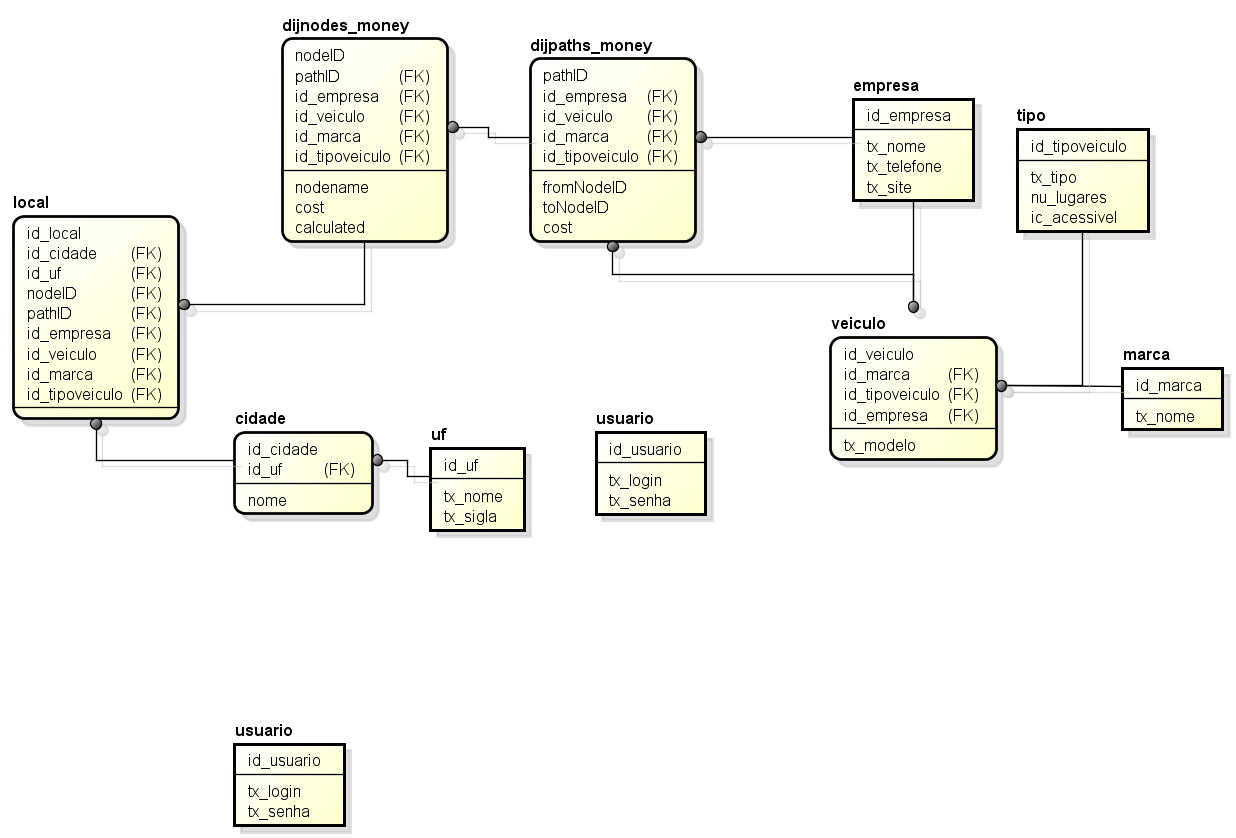 dijnodes_money
nodeID
pathID (FK)
id_empresa (FK)
id_veiculo (FK)
id_marca (FK)
id_tipoveiculo (FK)
nodename
cost
calculated
dijpaths_money
pathID
id_empresa (FK)
id_veiculo (FK)
id_marca (FK)
id_tipoveiculo (FK)
fromNodeID
toNodeID
cost
empresa
id_empresa
tx_nome
tx_telefone
tx_site
tipo
id_tipoveiculo
tx_tipo
nu_lugares
ic_acessivel
local
id_local
id_cidade (FK)
id_uf (FK)
nodeID (FK)
pathID (FK)
id_empresa (FK)
id_veiculo (FK)
id_marca (FK)
id_tipoveiculo (FK)
veiculo
id_veiculo
id_marca (FK)
id_tipoveiculo (FK)
id_empresa (FK)
tx_modelo
marca
id_marca
tx_nome
cidade
id_cidade
id_uf (FK)
nome
uf
id_uf
tx_nome
tx_sigla
usuario
id_usuario
tx_login
tx_senha
usuario
id_usuario
tx_login
tx_senha